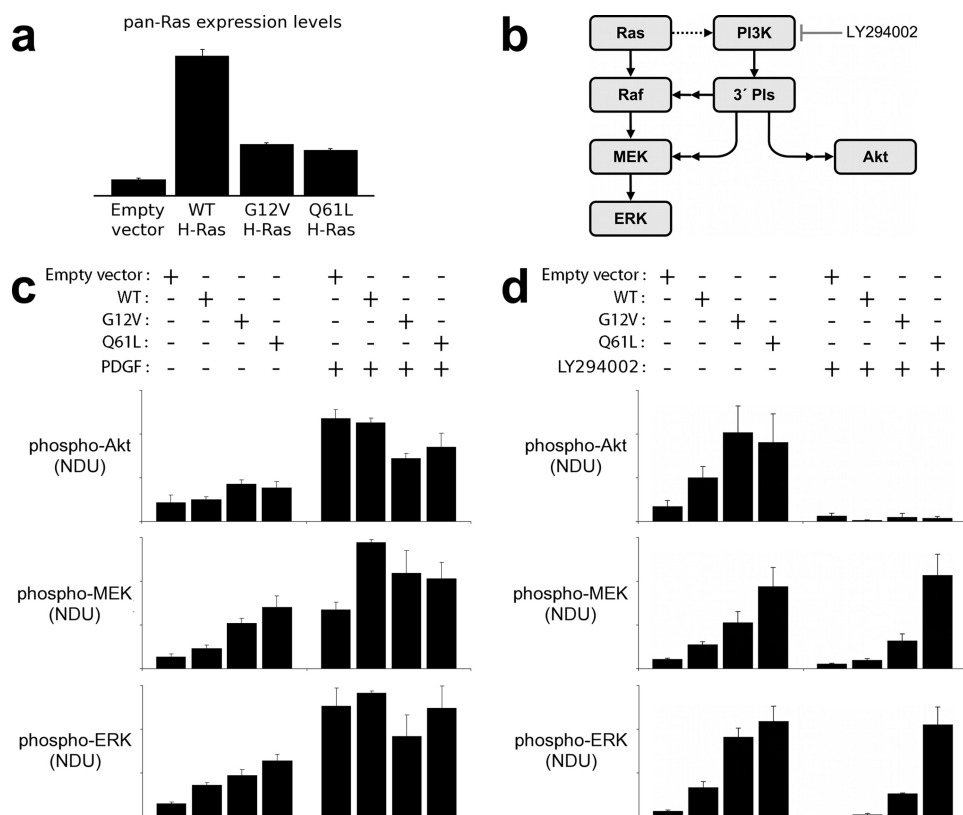 a
pan-Ras expression levels
Empty vector
WT H-Ras
G12V H-Ras
Q61L H-Ras
b
Ras
PI3K
LY294002
Raf
3´ PIs
MEK
Akt
ERK
c
Empty vector : + - - - + - - -
WT : - + - - - + - -
G12V : - - + - - - + -
Q61L : - - - + - - - +
PDGF : - - - - + + + +
phospho-Akt
(NDU)
phospho-MEK
(NDU)
phospho-ERK
(NDU)
d
Empty vector : + - - - + - - -
WT : - + - - - + - -
G12V : - - + - - - + -
Q61L : - - - + - - - +
LY294002 : - - - - + + + +
phospho-Akt
(NDU)
phospho-MEK
(NDU)
phospho-ERK
(NDU)